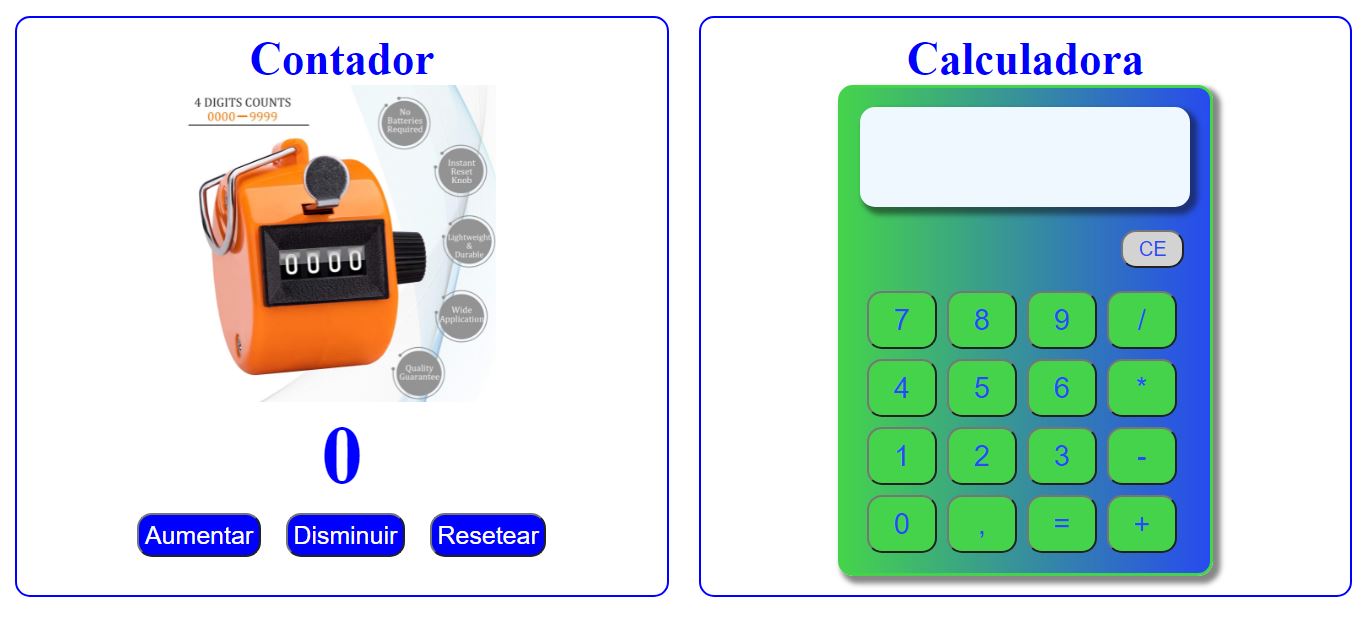 Contador
4 DIGITS COUNTS
0000—9999
No
Batteries
Required
Instant
Reset
Knob
Lightweight
&
Durable
0000
Wide
Application
Quality
Guarantee
0
Aumentar Disminuir Resetear
Calculadora
CE
7 8 9 /
4 5 6 *
1 2 3 -
0 , = +